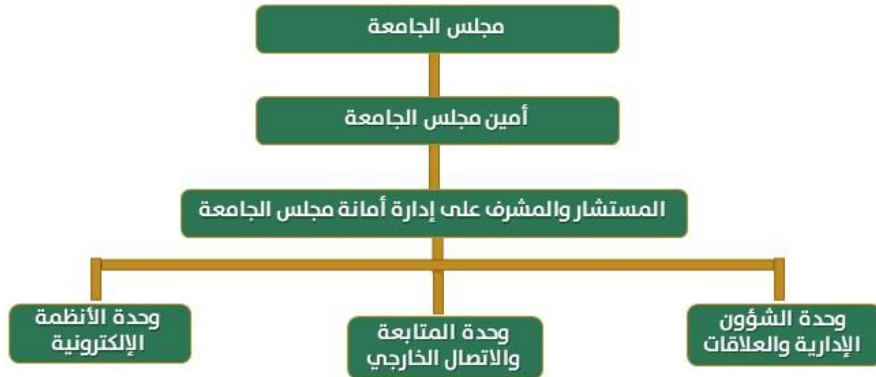 مجلس الجامعة
أمين مجلس الجامعة
المستشار والمشرف على إدارة أمانة مجلس الجامعة
وحدة الشؤون
الإدارية والعلاقات
وحدة المتابعة
والاتصال الخارجي
وحدة الأنظمة
الإلكترونية